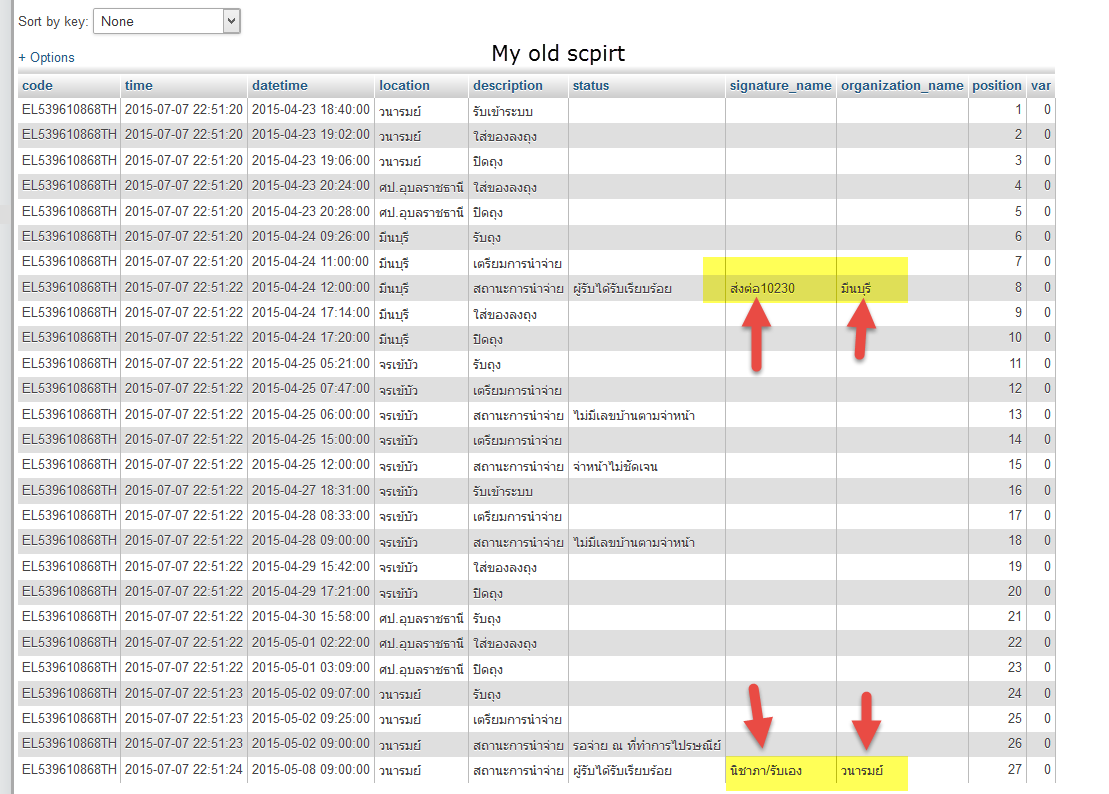 Sort by key: None
+ Options
My old scpirt
code time datetime location description status signature_name organization_name position var
EL539610868TH 2015-07-07 22:51:20 2015-04-23 18:40:00 วนารมย์ รับเข้าระบบ 1 0
EL539610868TH 2015-07-07 22:51:20 2015-04-23 19:02:00 วนารมย์ ใส่ของลงถุง 2 0
EL539610868TH 2015-07-07 22:51:20 2015-04-23 19:06:00 วนารมย์ ปิดถุง 3 0
EL539610868TH 2015-07-07 22:51:20 2015-04-23 20:24:00 ศป.อุบลราชธานี ใส่ของลงถุง 4 0
EL539610868TH 2015-07-07 22:51:20 2015-04-23 20:28:00 ศป.อุบลราชธานี ปิดถุง 5 0
EL539610868TH 2015-07-07 22:51:20 2015-04-24 09:26:00 มีนบุรี รับถุง 6 0
EL539610868TH 2015-07-07 22:51:20 2015-04-24 11:00:00 มีนบุรี เตรียมการนำจ่าย 7 0
EL539610868TH 2015-07-07 22:51:20 2015-04-24 12:00:00 มีนบุรี สถานะการนำจ่าย ผู้รับได้รับเรียบร้อย ส่งต่อ10230 มีนบุรี 8 0
EL539610868TH 2015-07-07 22:51:20 2015-04-24 17:14:00 มีนบุรี ใส่ของลงถุง 9 0
EL539610868TH 2015-07-07 22:51:20 2015-04-24 17:20:00 มีนบุรี ปิดถุง 10 0
EL539610868TH 2015-07-07 22:51:22 2015-04-25 05:21:00 จรเข้บัว รับถุง 11 0
EL539610868TH 2015-07-07 22:51:22 2015-04-25 07:47:00 จรเข้บัว เตรียมการนำจ่าย 12 0
EL539610868TH 2015-07-07 22:51:22 2015-04-25 06:00:00 จรเข้บัว สถานะการนำจ่าย ไม่มีเลขบ้านตามจ่าหน้า 13 0
EL539610868TH 2015-07-07 22:51:22 2015-04-25 15:00:00 จรเข้บัว เตรียมการนำจ่าย 14 0
EL539610868TH 2015-07-07 22:51:22 2015-04-25 12:00:00 จรเข้บัว สถานะการนำจ่าย จ่าหน้าไม่ชัดเจน 15 0
EL539610868TH 2015-07-07 22:51:22 2015-04-27 18:31:00 จรเข้บัว รับเข้าระบบ 16 0
EL539610868TH 2015-07-07 22:51:22 2015-04-28 08:33:00 จรเข้บัว เตรียมการนำจ่าย 17 0
EL539610868TH 2015-07-07 22:51:22 2015-04-28 09:00:00 จรเข้บัว สถานะการนำจ่าย ไม่มีเลขบ้านตามจ่าหน้า 18 0
EL539610868TH 2015-07-07 22:51:22 2015-04-29 15:42:00 จรเข้บัว ใส่ของลงถุง 19 0
EL539610868TH 2015-07-07 22:51:22 2015-04-29 17:21:00 จรเข้บัว ปิดถุง 20 0
EL539610868TH 2015-07-07 22:51:22 2015-04-30 15:58:00 ศป.อุบลราชธานี รับถุง 21 0
EL539610868TH 2015-07-07 22:51:22 2015-05-01 02:22:00 ศป.อุบลราชธานี ใส่ของลงถุง 22 0
EL539610868TH 2015-07-07 22:51:22 2015-05-01 03:09:00 ศป.อุบลราชธานี ปิดถุง 23 0
EL539610868TH 2015-07-07 22:51:23 2015-05-02 09:07:00 วนารมย์ รับถุง 24 0
EL539610868TH 2015-07-07 22:51:23 2015-05-02 09:25:00 วนารมย์ เตรียมการนำจ่าย 25 0
EL539610868TH 2015-07-07 22:51:23 2015-05-02 09:00:00 วนารมย์ สถานะการนำจ่าย รอจ่าย ณ ที่ทำการไปรษณีย์ 26 0
EL539610868TH 2015-07-07 22:51:24 2015-05-08 09:00:00 วนารมย์ สถานะการนำจ่าย ผู้รับได้รับเรียบร้อย นิชาภา/รับเอง วนารมย์ 27 0